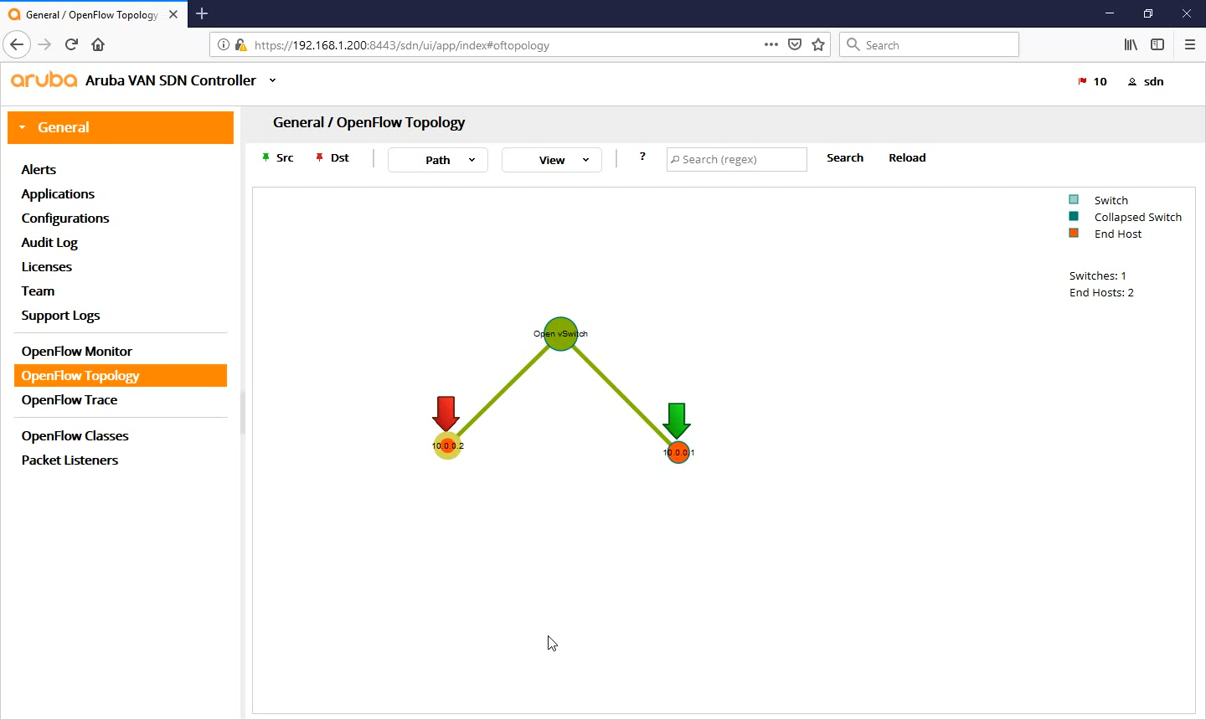 General / OpenFlow Topology
https://192.168.1.200:8443/sdn/ui/app/index#oftopology
Search
aruba Aruba VAN SDN Controller
10
sdn
General
Alerts
Applications
Configurations
Audit Log
Licenses
Team
Support Logs
OpenFlow Monitor
OpenFlow Topology
OpenFlow Trace
OpenFlow Classes
Packet Listeners
General / OpenFlow Topology
Src
Dst
Path
View
?
Search (regex)
Search
Reload
Switch
Collapsed Switch
End Host
Switches: 1
End Hosts: 2
Open vSwitch
10.0.0.2
10.0.0.1